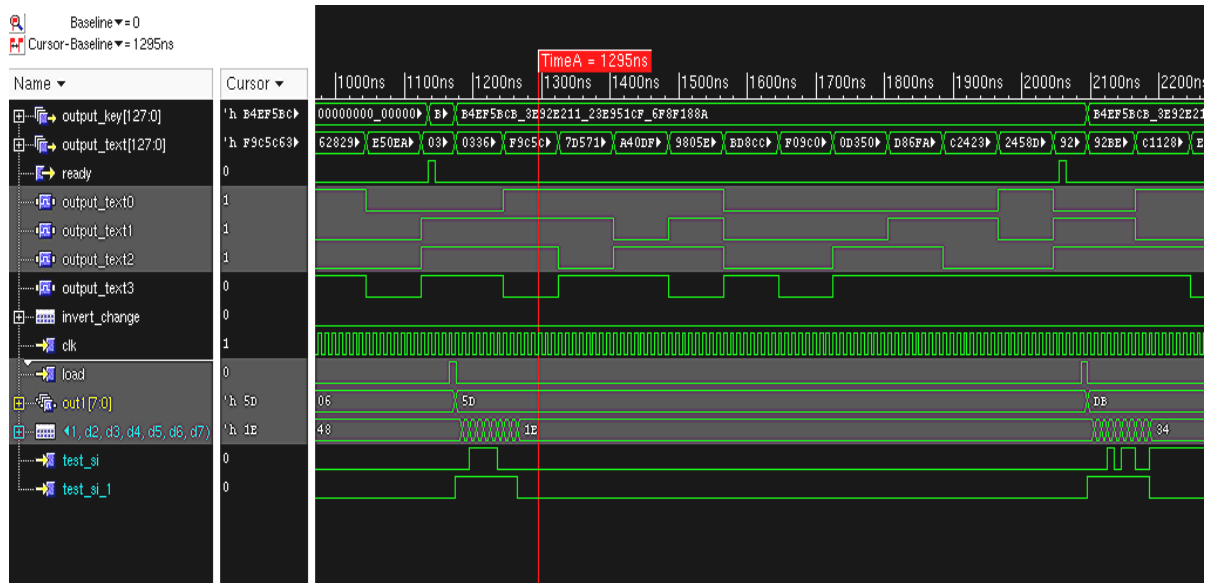 Baseline▼= 0
Cursor-Baseline▼= 1295ns
TimeA = 1295ns
Name ▼ Cursor ▼ 1000ns 1100ns 1200ns 1300ns 1400ns 1500ns 1600ns 1700ns 1800ns 1900ns 2000ns 2100ns 2200ns
output_key[127:0] 'h B4EF5BC 00000000_00000 B B4EF5BCB_3E92E211_23E951CF_6F8F188A B4EF5BCB_3E92E21
output_text[127:0] 'h F9C5C63 62829 E50EA 03 0336 F9C5C 7D571 A40DF 9805E BD8CC F09C0 0D350 D86FA C2423 2458D 92 92BE C1128 E
ready 0
output_text0 1
output_text1 1
output_text2 1
output_text3 0
invert_change 0
clk 1
load 0
out1[7:0] 'h 5D 06 5D DB
1, d2, d3, d4, d5, d6, d7) 'h 1E 48 1E 34
test_si 0
test_si_1 0